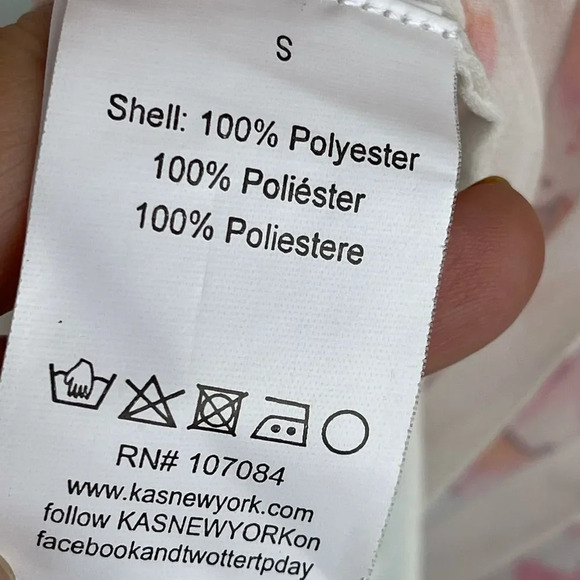 S
Shell: 100% Polyester
100% Poliéster
100% Poliestere
RN# 107084
www.kasnewyork.com
follow KASNEWYORKon
facebookandtwottertpday